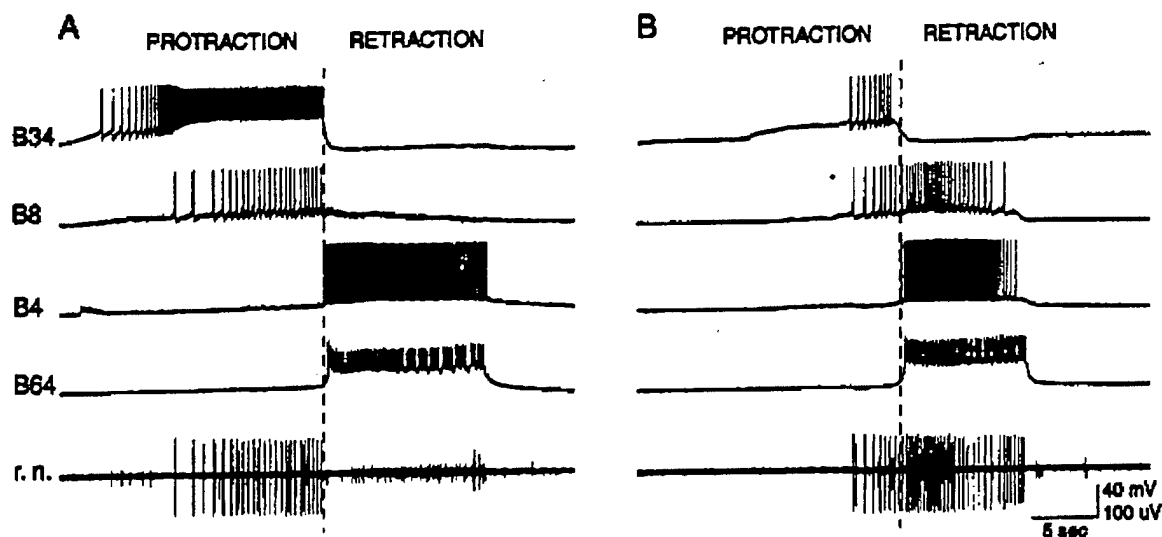 A
PROTRACTION RETRACTION
B
PROTRACTION RETRACTION
B34
B8
B4
B64
r. n.
40 mV
100 uV
5 sec